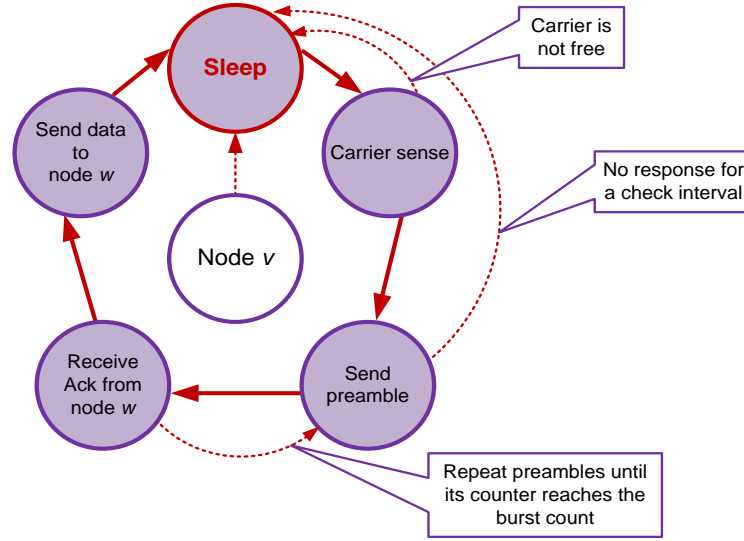 Sleep
Carrier is
not free
Send data
to
node w
Carrier sense
No response for
a check interval
Node v
Receive
Ack from
node w
Send
preamble
Repeat preambles until
its counter reaches the
burst count